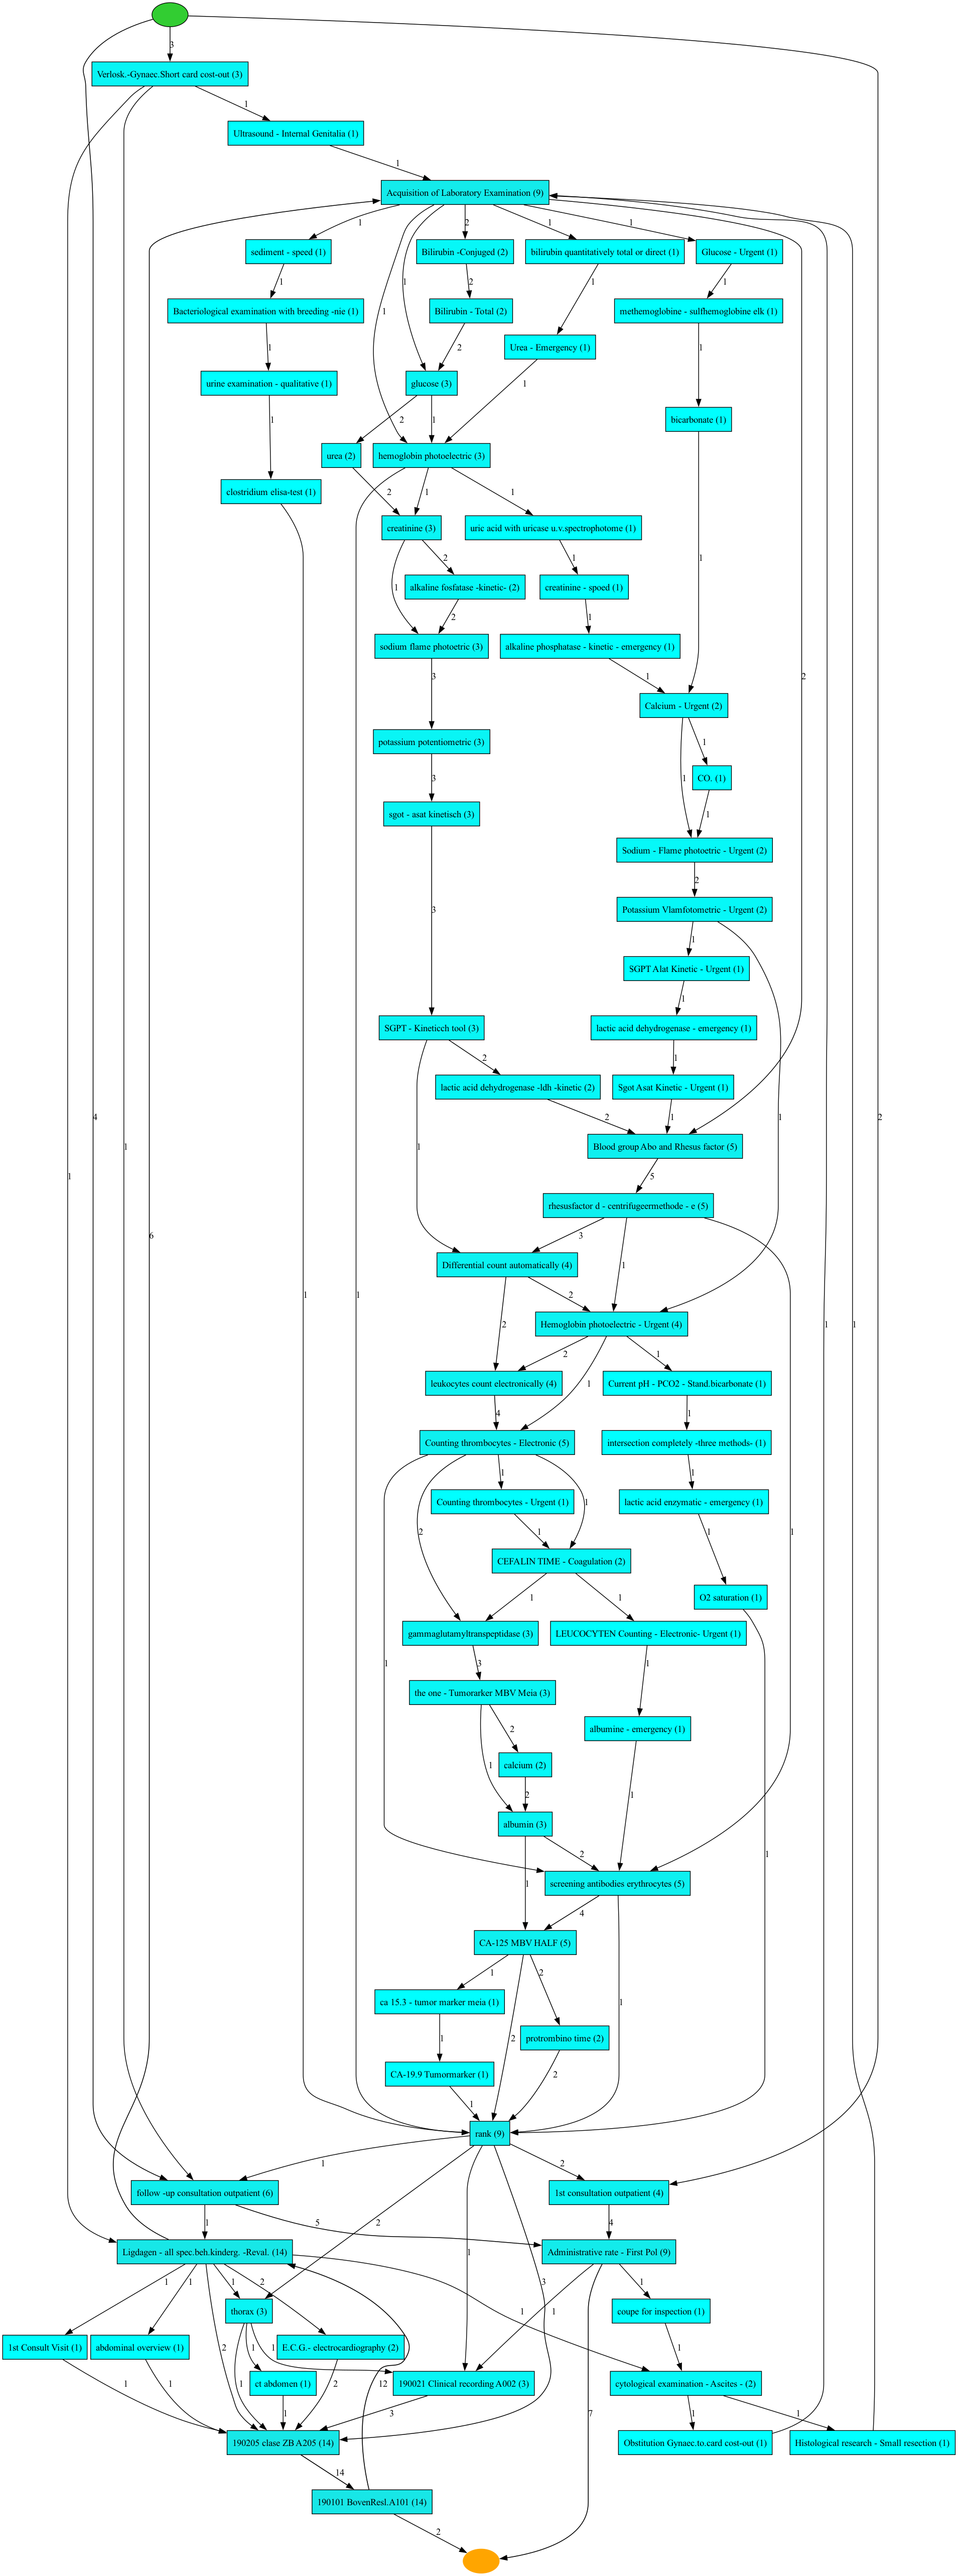 3
Verlosk.-Gynaec.Short card cost-out (3)
1
Ultrasound - Internal Genitalia (1)
1
Acquisition of Laboratory Examination (9)
1
2
1
1
sediment - speed (1)
Bilirubin -Conjuged (2)
bilirubin quantitatively total or direct (1)
Glucose - Urgent (1)
1
1
2
1
1
Bacteriological examination with breeding -nie (1)
Bilirubin - Total (2)
methemoglobine - sulfhemoglobine elk (1)
1
1
2
Urea - Emergency (1)
1
urine examination - qualitative (1)
glucose (3)
1
bicarbonate (1)
1
2
1
urea (2)
hemoglobin photoelectric (3)
clostridium elisa-test (1)
2
1
1
creatinine (3)
uric acid with uricase u.v.spectrophotome (1)
1
2
1
2
1
alkaline fosfatase -kinetic- (2)
creatinine - spoed (1)
1
2
1
sodium flame photoetric (3)
alkaline phosphatase - kinetic - emergency (1)
3
1
Calcium - Urgent (2)
potassium potentiometric (3)
1
1
3
CO. (1)
sgot - asat kinetisch (3)
1
Sodium - Flame photoetric - Urgent (2)
2
3
Potassium Vlamfotometric - Urgent (2)
1
SGPT Alat Kinetic - Urgent (1)
1
SGPT - Kineticch tool (3)
lactic acid dehydrogenase - emergency (1)
2
1
lactic acid dehydrogenase -ldh -kinetic (2)
Sgot Asat Kinetic - Urgent (1)
4
2
1
1
2
1
1
Blood group Abo and Rhesus factor (5)
1
5
rhesusfactor d - centrifugeermethode - e (5)
6
3
1
Differential count automatically (4)
2
1
1
1
1
Hemoglobin photoelectric - Urgent (4)
2
2
1
1
leukocytes count electronically (4)
Current pH - PCO2 - Stand.bicarbonate (1)
4
1
Counting thrombocytes - Electronic (5)
intersection completely -three methods- (1)
1
1
Counting thrombocytes - Urgent (1)
1
lactic acid enzymatic - emergency (1)
2
1
1
1
CEFALIN TIME - Coagulation (2)
1
1
O2 saturation (1)
gammaglutamyltranspeptidase (3)
LEUCOCYTEN Counting - Electronic- Urgent (1)
1
3
1
the one - Tumorarker MBV Meia (3)
2
albumine - emergency (1)
1
calcium (2)
2
1
albumin (3)
2
1
1
screening antibodies erythrocytes (5)
4
CA-125 MBV HALF (5)
1
2
1
ca 15.3 - tumor marker meia (1)
1
2
protrombino time (2)
CA-19.9 Tumormarker (1)
1
2
rank (9)
1
2
follow -up consultation outpatient (6)
1st consultation outpatient (4)
1
5
2
4
Ligdagen - all spec.beh.kinderg. -Reval. (14)
1
Administrative rate - First Pol (9)
1
1
1
2
3
1
1
1
thorax (3)
coupe for inspection (1)
2
1
1
1
1st Consult Visit (1)
abdominal overview (1)
E.C.G.- electrocardiography (2)
1
1
1
2
12
ct abdomen (1)
190021 Clinical recording A002 (3)
cytological examination - Ascites - (2)
1
3
7
1
1
190205 clase ZB A205 (14)
Obstitution Gynaec.to.card cost-out (1)
Histological research - Small resection (1)
14
190101 BovenResl.A101 (14)
2